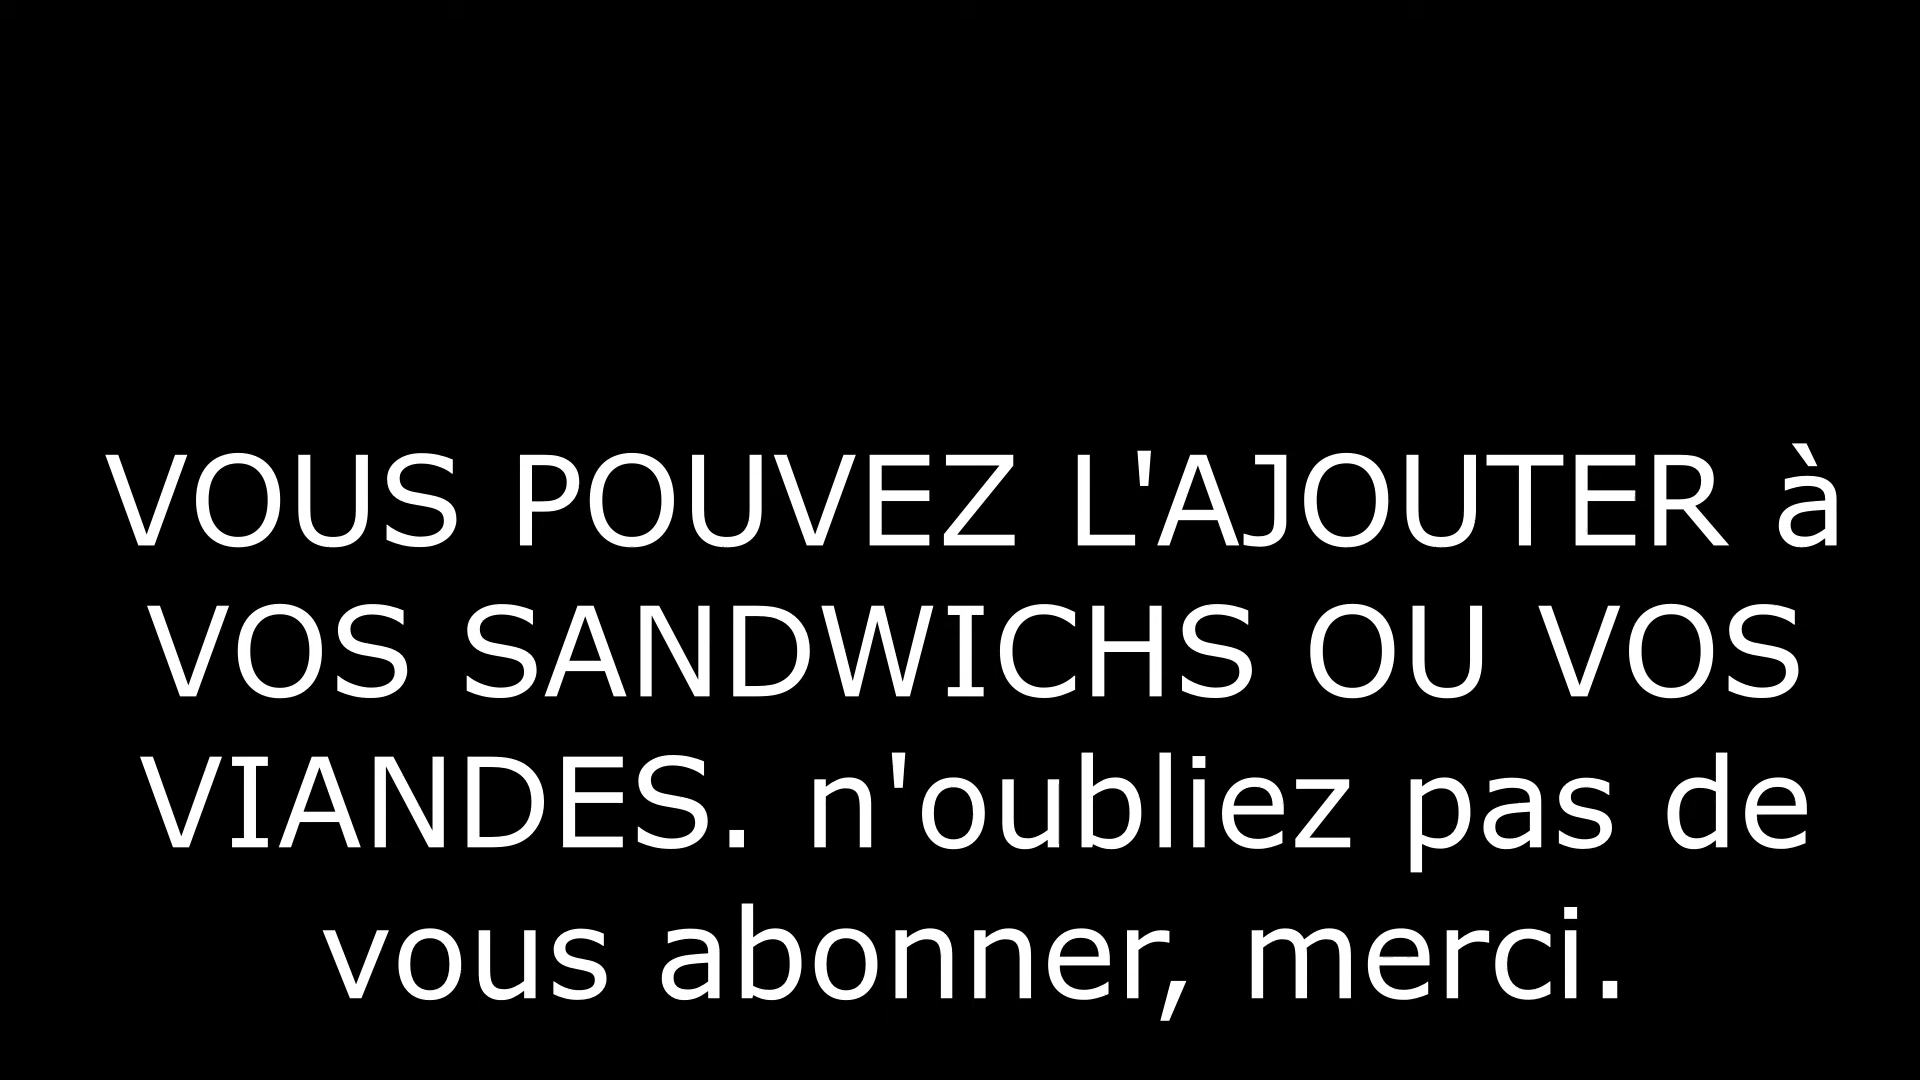 VOUS POUVEZ L'AJOUTER à
VOS SANDWICHS OU VOS
VIANDES. n'oubliez pas de
vous abonner, merci.